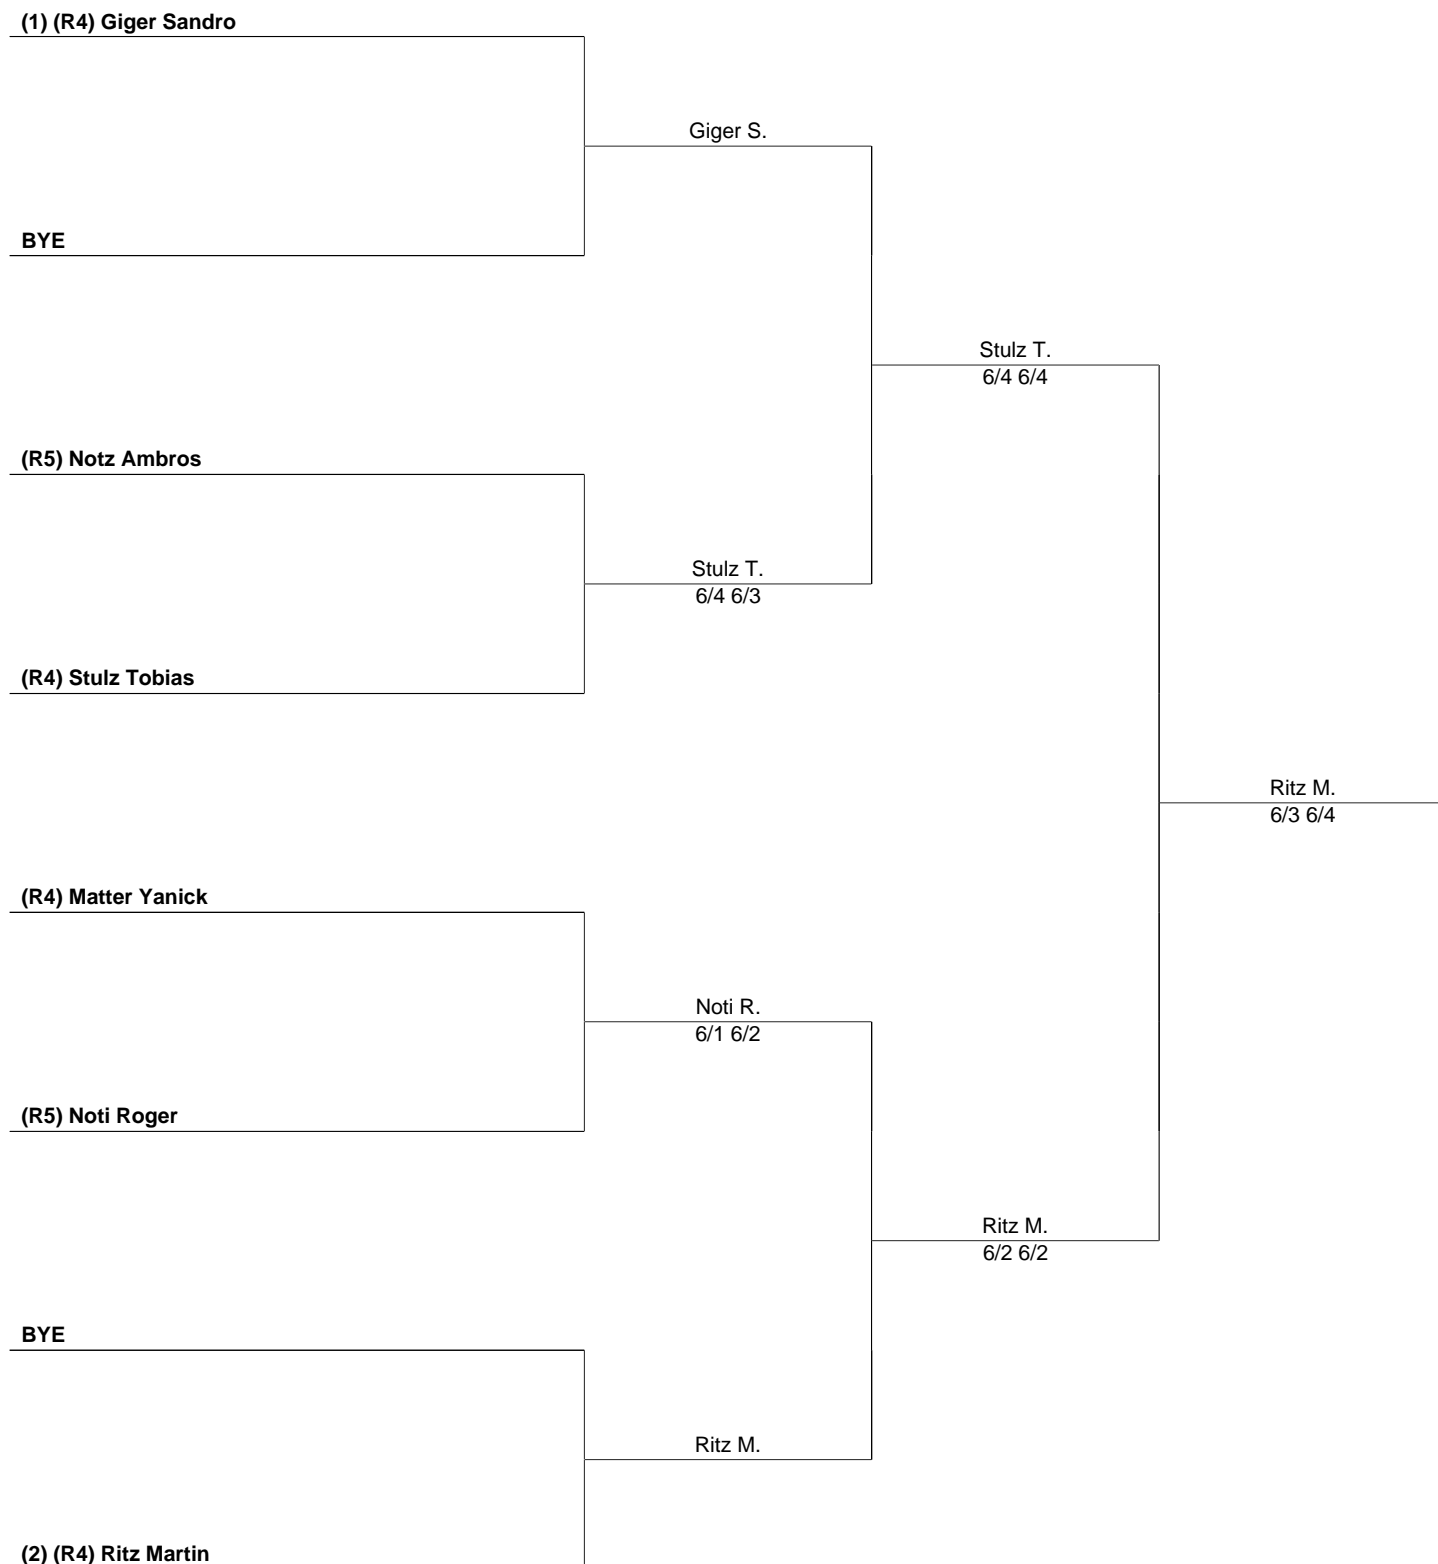 (1) (R4) Giger Sandro
Giger S.
BYE
Stulz T.
6/4 6/4
(R5) Notz Ambros
Stulz T.
6/4 6/3
(R4) Stulz Tobias
Ritz M.
6/3 6/4
(R4) Matter Yanick
Noti R.
6/1 6/2
(R5) Noti Roger
Ritz M.
6/2 6/2
BYE
Ritz M.
(2) (R4) Ritz Martin